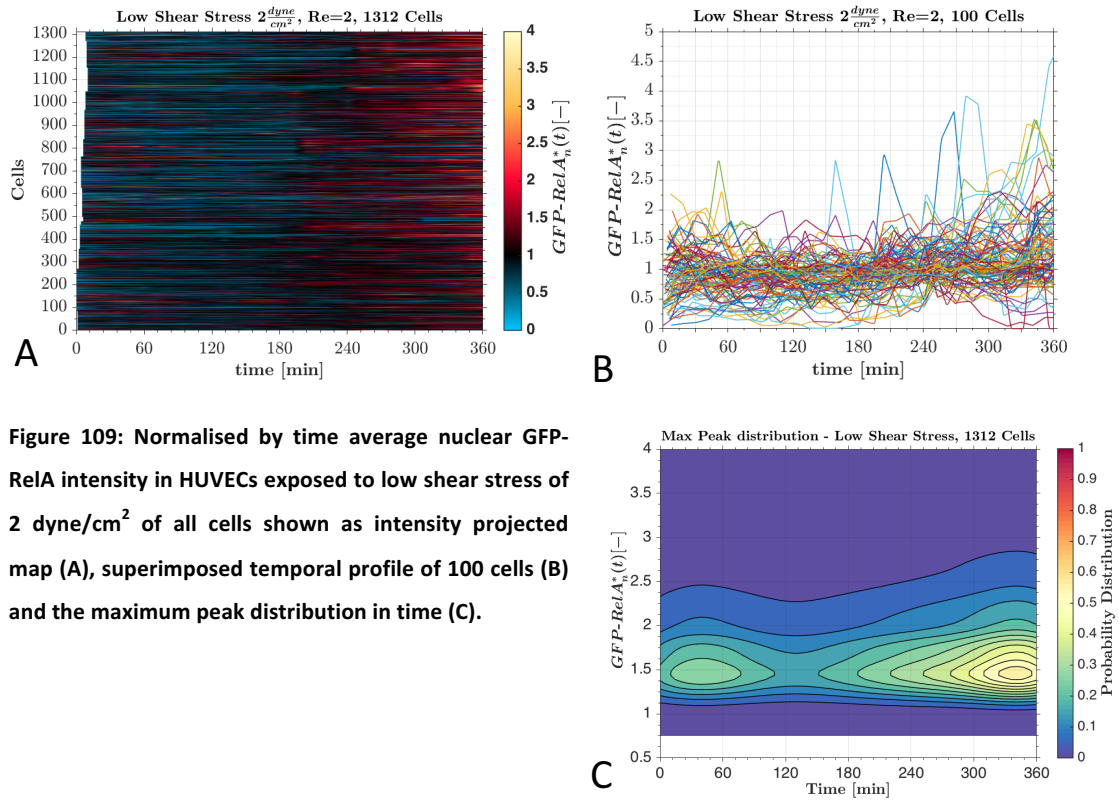 Low Shear Stress 2 dyne/cm², Re=2, 1312 Cells
1300
1200
1100
1000
900
800
700
600
500
400
300
200
100
0
Cells
0 60 120 180 240 300 360
time [min]
4
3.5
3
2.5
2
1.5
1
0.5
0
GFP-RelA*n(t)[−]
A
Low Shear Stress 2 dyne/cm², Re=2, 100 Cells
5
4.5
4
3.5
3
2.5
2
1.5
1
0.5
0
GFP-RelA*n(t)[−]
0 60 120 180 240 300 360
time [min]
B
Figure 109: Normalised by time average nuclear GFP-
RelA intensity in HUVECs exposed to low shear stress of
2 dyne/cm² of all cells shown as intensity projected
map (A), superimposed temporal profile of 100 cells (B)
and the maximum peak distribution in time (C).
Max Peak distribution - Low Shear Stress, 1312 Cells
4
3.5
3
2.5
2
1.5
1
0.5
GFP-RelA*n(t)[−]
0 60 120 180 240 300 360
Time [min]
1
0.9
0.8
0.7
0.6
0.5
0.4
0.3
0.2
0.1
0
Probability Distribution
C